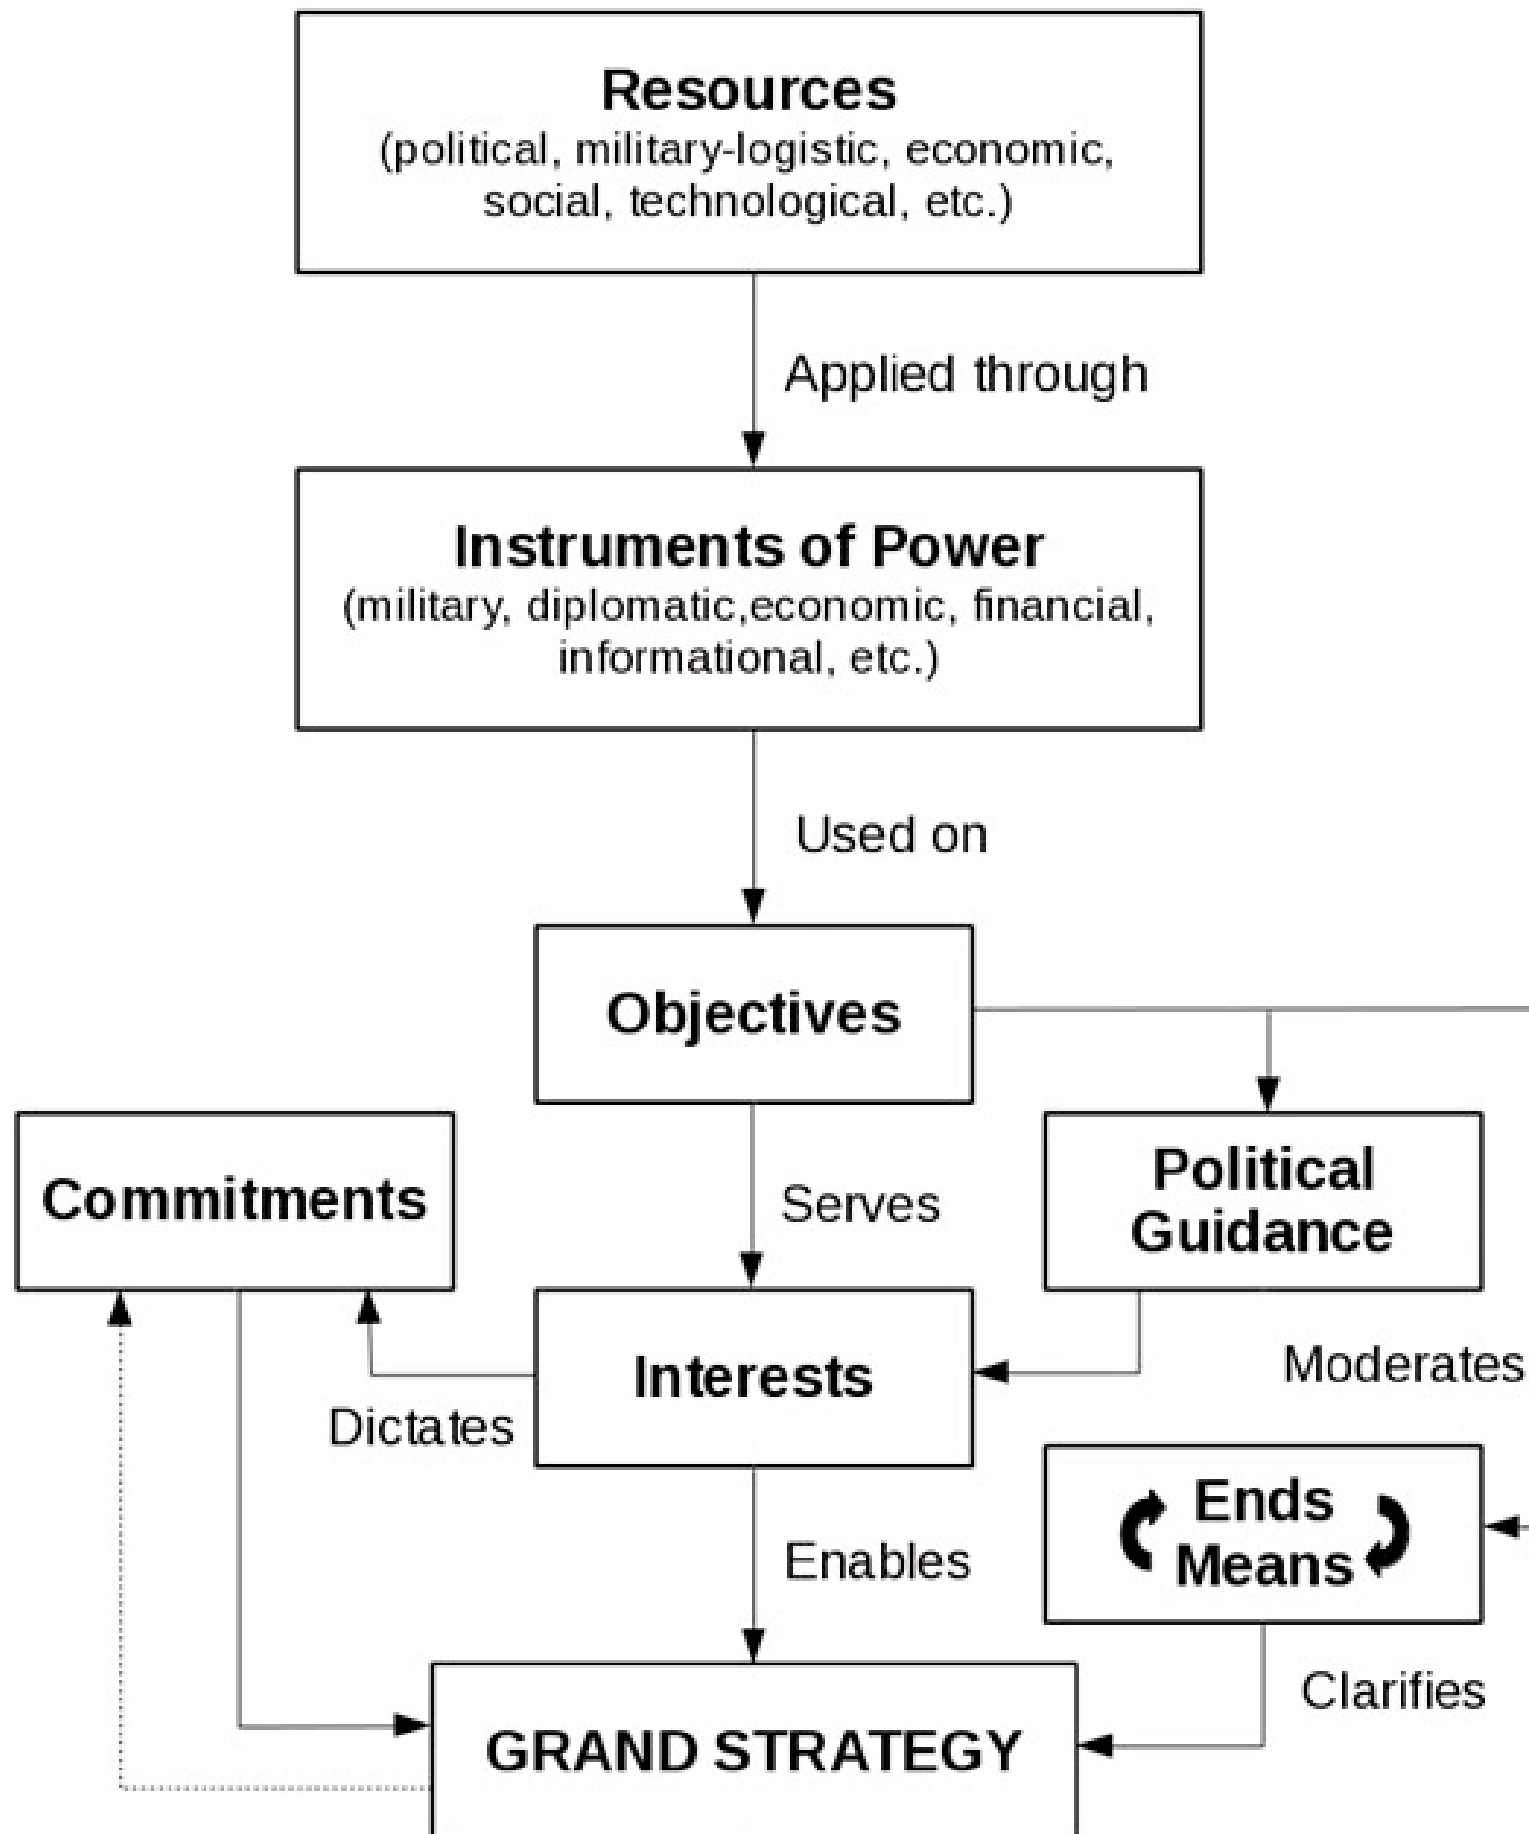 Resources
(political, military-logistic, economic,
social, technological, etc.)
Applied through
Instruments of Power
(military, diplomatic,economic, financial,
informational, etc.)
Used on
Objectives
Commitments
Serves
Political
Guidance
Interests
Moderates
Dictates
Ends
Means
Enables
Clarifies
GRAND STRATEGY